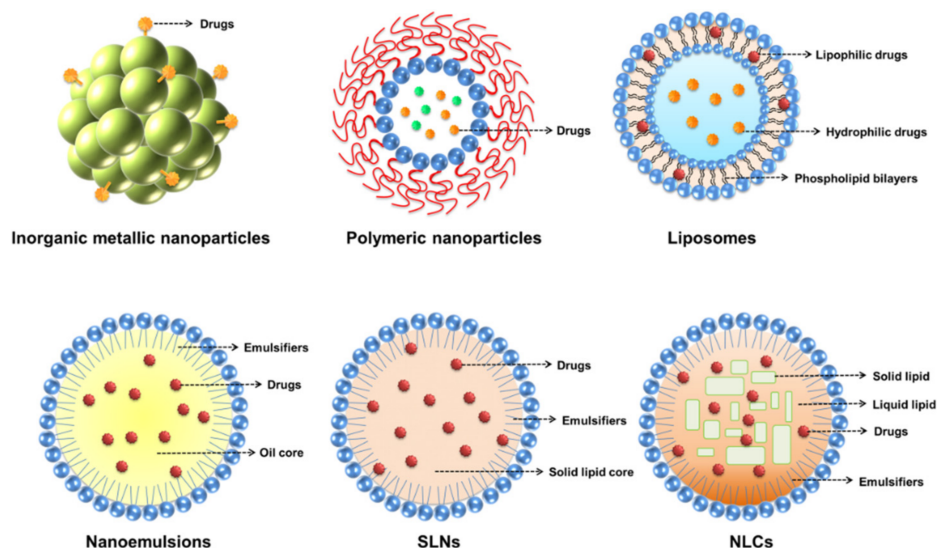 Drugs
Inorganic metallic nanoparticles
Drugs
Polymeric nanoparticles
Lipophilic drugs
Hydrophilic drugs
Phospholipid bilayers
Liposomes
Emulsifiers
Drugs
Oil core
Nanoemulsions
Drugs
Emulsifiers
Solid lipid core
SLNs
Solid lipid
Liquid lipid
Drugs
Emulsifiers
NLCs